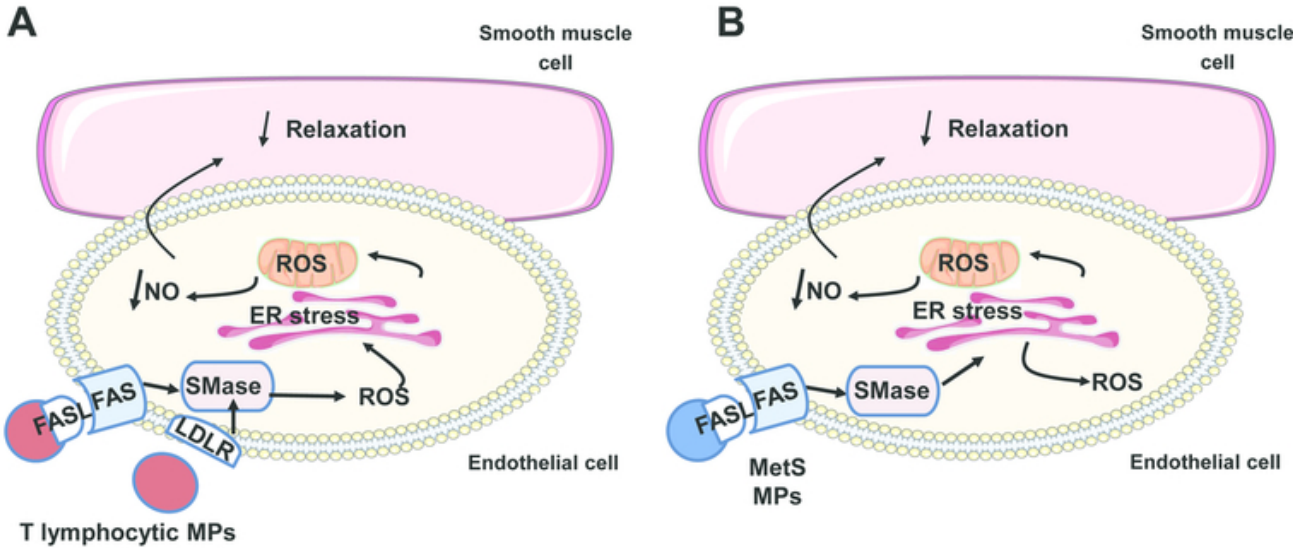 A
Smooth muscle
cell
Relaxation
ROS
NO
ER stress
SMase
ROS
FASL
FAS
LDLR
Endothelial cell
T lymphocytic MPs
B
Smooth muscle
cell
Relaxation
ROS
NO
ER stress
ROS
SMase
FASL
FAS
MetS
MPs
Endothelial cell